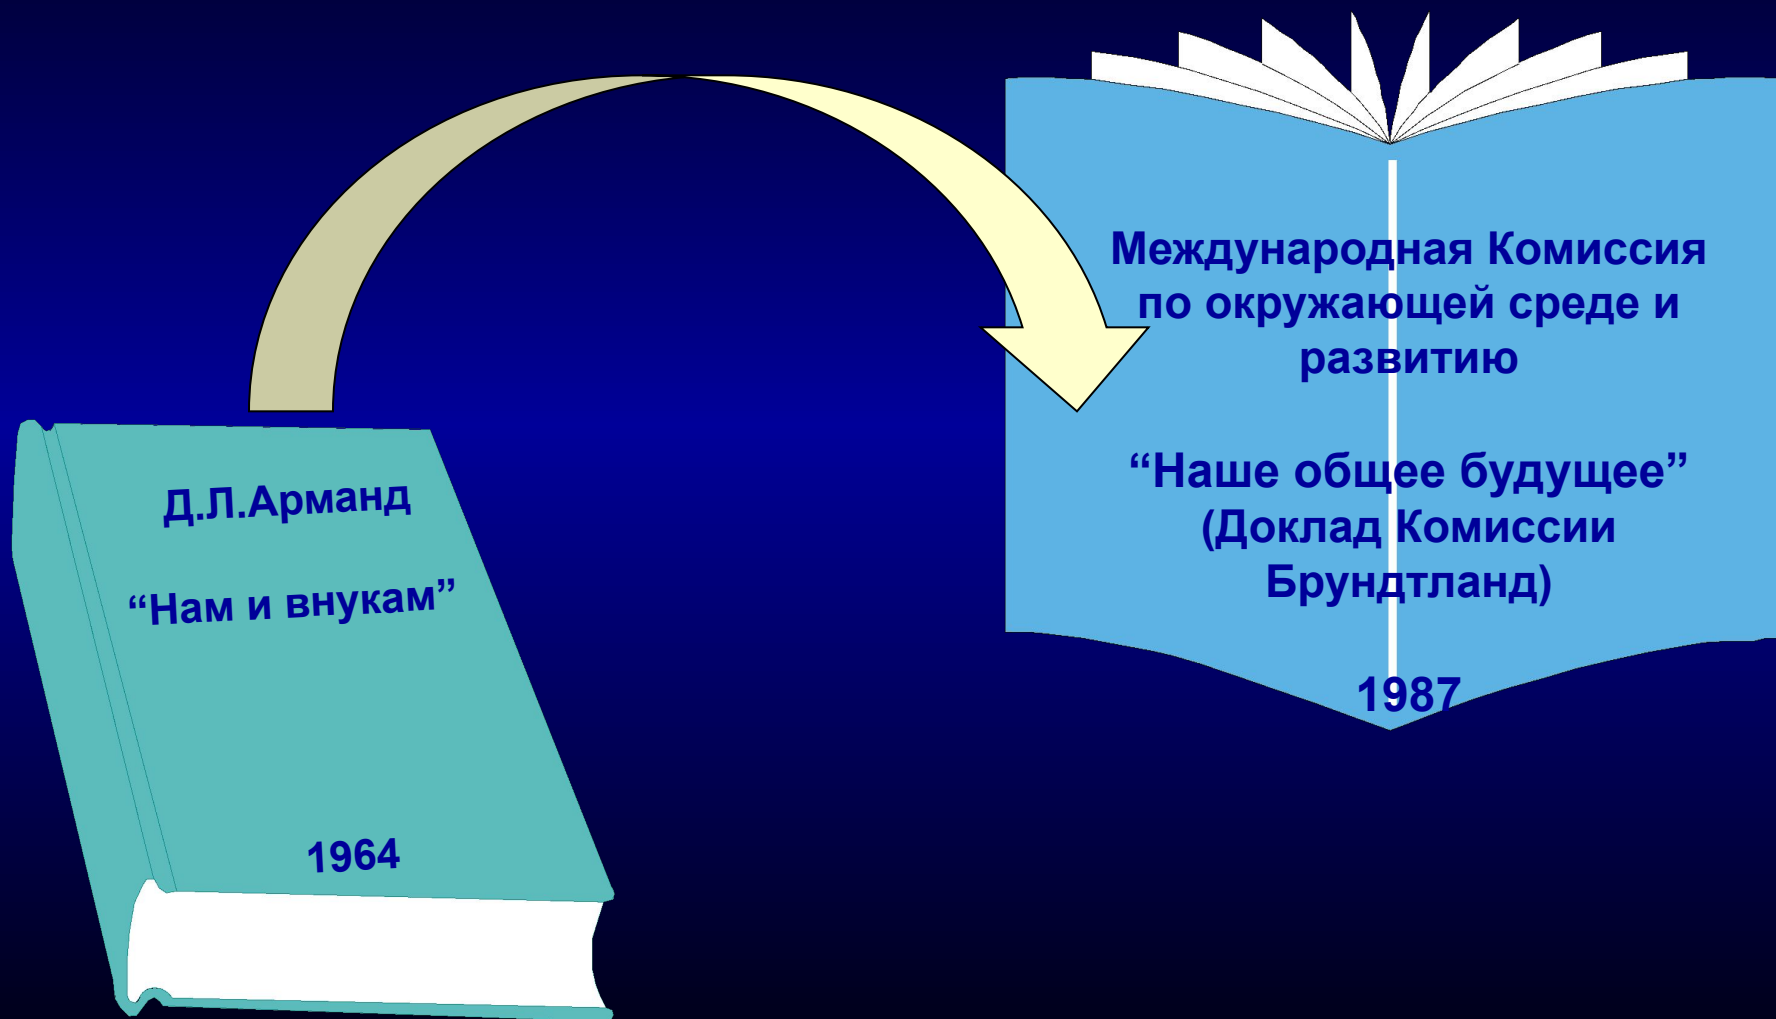 Д.Л.Арманд
“Нам и внукам”
1964
Международная Комиссия
по окружающей среде и
развитию
“Наше общее будущее”
(Доклад Комиссии
Брундтланд)
1987